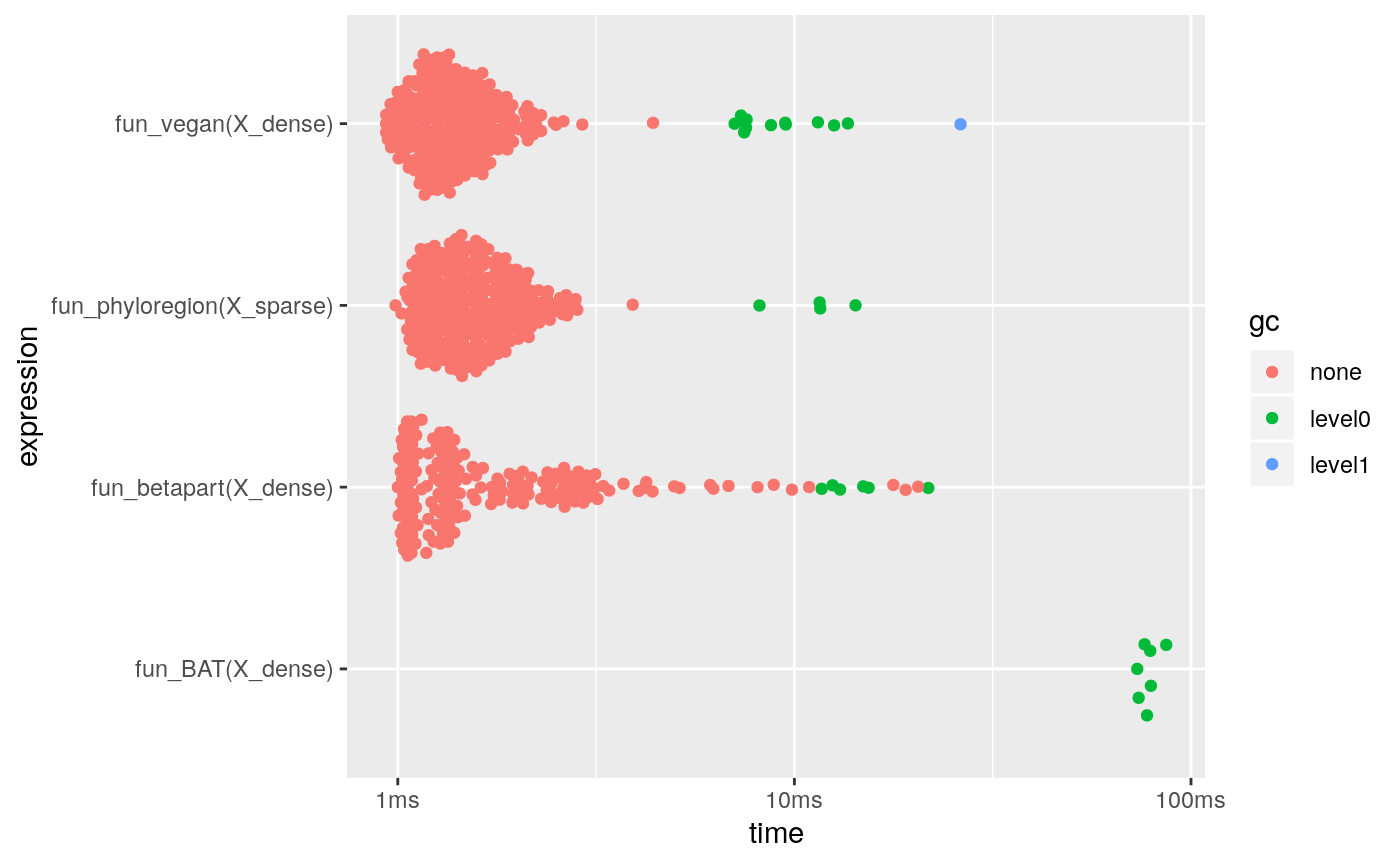 fun_vegan(X_dense)
fun_phyloregion(X_sparse)
fun_betapart(X_dense)
fun_BAT(X_dense)
expression
1ms
10ms
100ms
time
gc
none
level0
level1